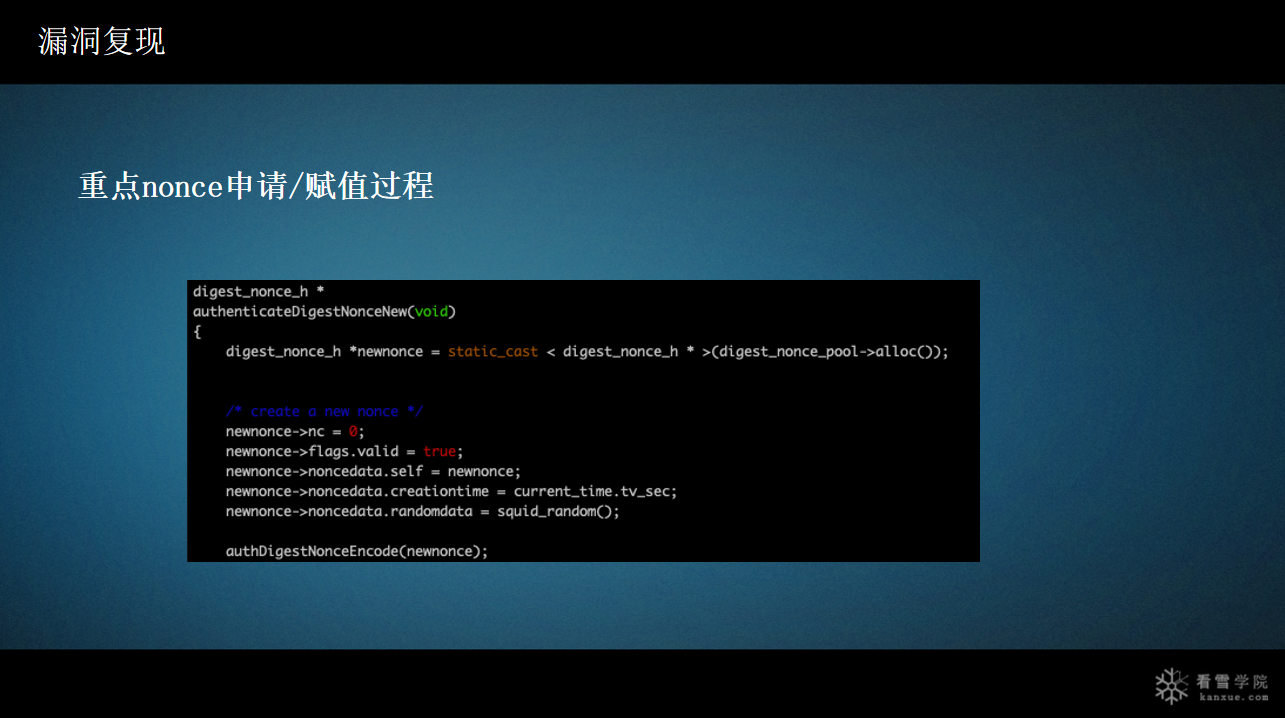 漏洞复现
重点nonce申请/赋值过程
digest_nonce_h *
authenticateDigestNonceNew(void)
{
    digest_nonce_h *newnonce = static_cast < digest_nonce_h * >(digest_nonce_pool->alloc());
    /* create a new nonce */
    newnonce->nc = 0;
    newnonce->flags.valid = true;
    newnonce->noncedata.self = newnonce;
    newnonce->noncedata.creationtime = current_time.tv_sec;
    newnonce->noncedata.randomdata = squid_random();
    authDigestNonceEncode(newnonce);
看雪学院
kanxue.com